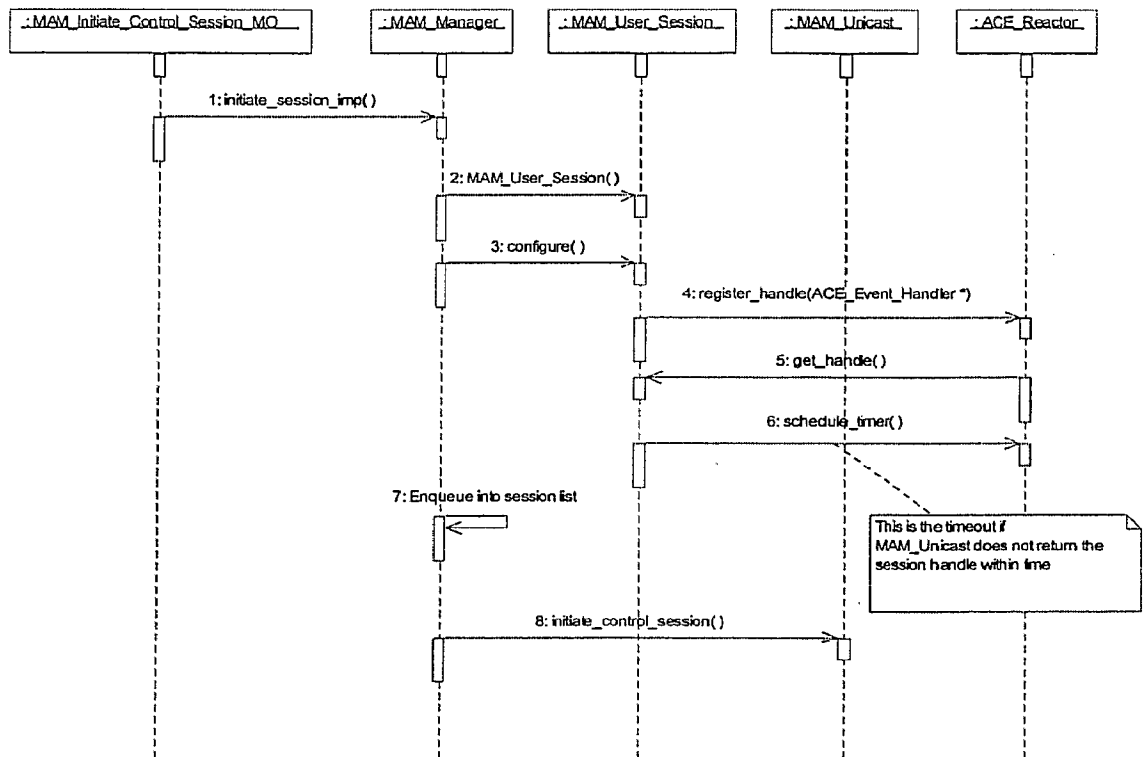 : MAM_Initiate_Control_Session_MO
: MAM_Manager
: MAM_User_Session
: MAM_Unicast
: ACE_Reactor
1: initiate_session_imp( )
2: MAM_User_Session( )
3: configure( )
4: register_handle(ACE_Event_Handler *)
5: get_handle( )
6: schedule_timer( )
7: Enqueue into session list
This is the timeout if
MAM_Unicast does not return the
session handle within time
8: initiate_control_session( )